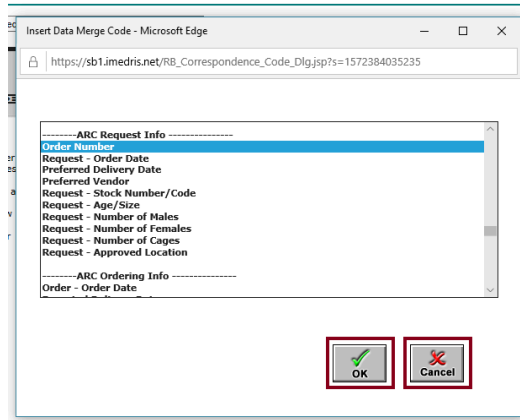 Insert Data Merge Code - Microsoft Edge
https://sb1.imedris.net/RB_Correspondence_Code_Dlg.jsp?s=1572384035235
--------ARC Request Info ---------------
Order Number
Request - Order Date
Preferred Delivery Date
Preferred Vendor
Request - Stock Number/Code
Request - Age/Size
Request - Number of Males
Request - Number of Females
Request - Number of Cages
Request - Approved Location
--------ARC Ordering Info ---------------
Order - Order Date
OK
Cancel